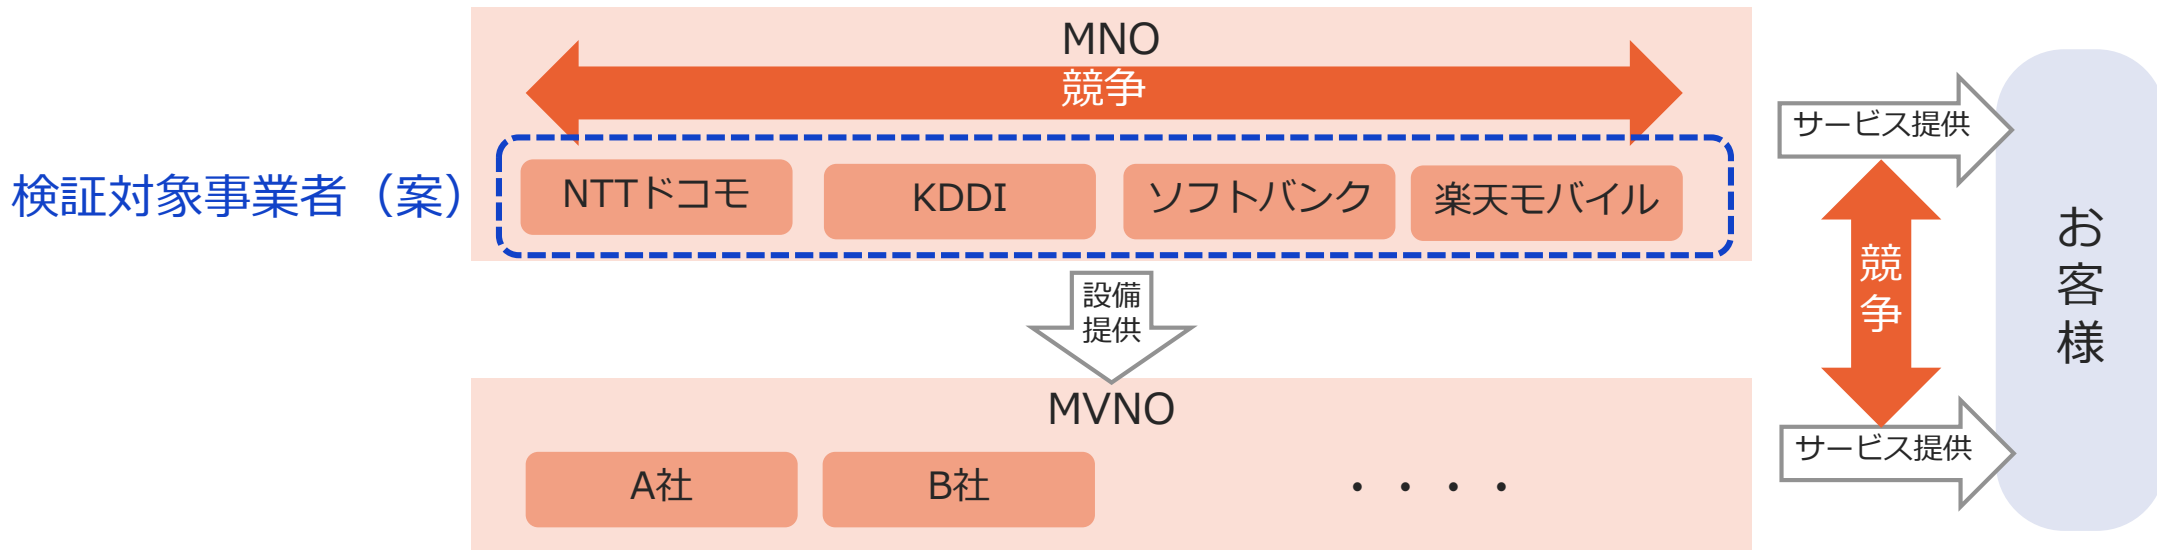 MNO
競争
検証対象事業者（案）
NTTドコモ
KDDI
ソフトバンク
楽天モバイル
サービス提供
設備
提供
競争
お客様
MVNO
A社
B社
・・・・
サービス提供